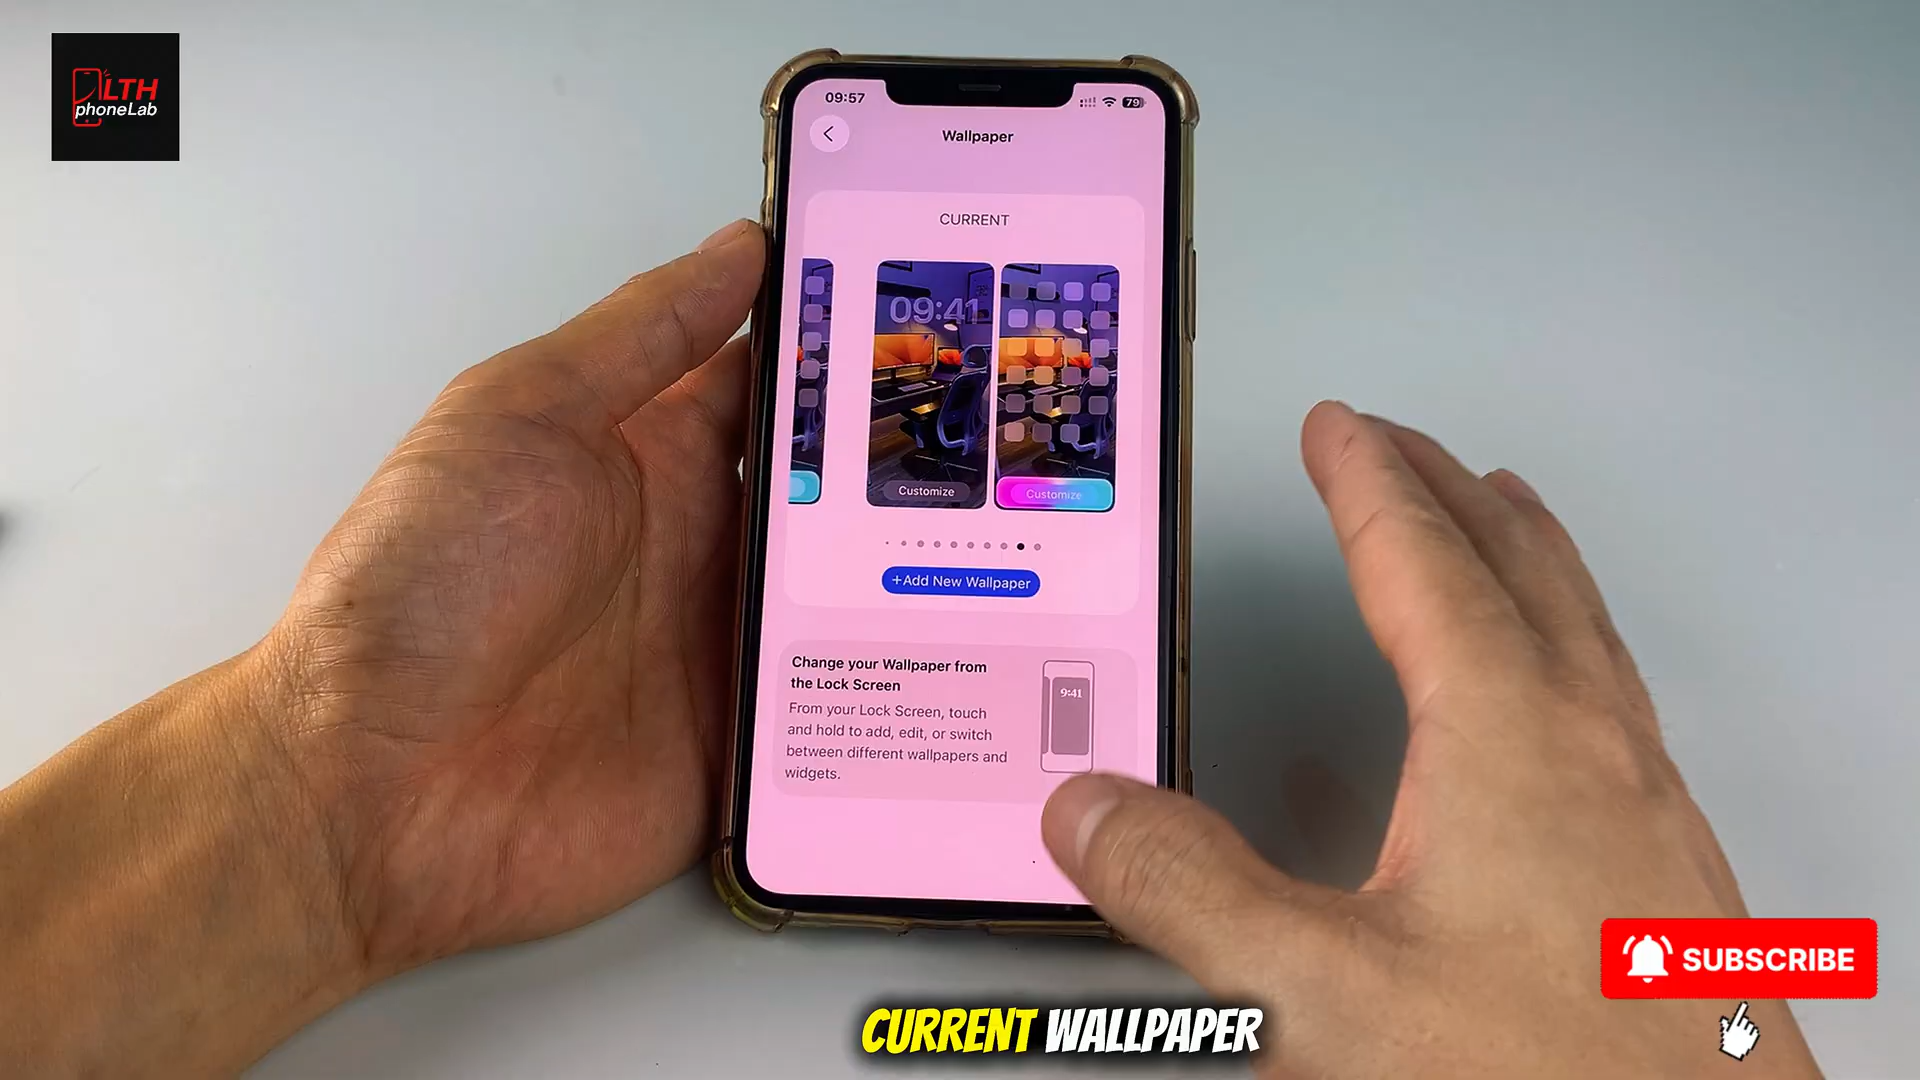 LTH
phoneLab
09:57
79
Wallpaper
CURRENT
09:41
Customize
Customize
+Add New Wallpaper
Change your Wallpaper from
the Lock Screen
9:41
From your Lock Screen, touch
and hold to add, edit, or switch
between different wallpapers and
widgets.
SUBSCRIBE
CURRENT WALLPAPER